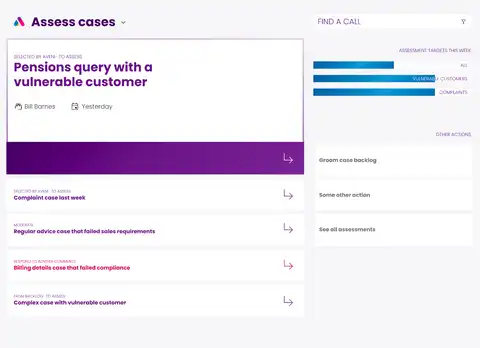 Assess cases
SELECTED BY AVENI · TO ASSESS
Pensions query with a
vulnerable customer
Bill Barnes
Yesterday
SELECTED BY AVENI · TO ASSESS
Complaint case last week
MODERATE
Regular advice case that failed sales requirements
RESPOND TO ADVISER COMMENTS
Billing details case that failed compliance
FROM BACKLOG · TO ASSESS
Complex case with vulnerable customer
FIND A CALL
ASSESSMENT TARGETS THIS WEEK
ALL
VULNERABLE CUSTOMERS
COMPLAINTS
OTHER ACTIONS
Groom case backlog
Some other action
See all assessments